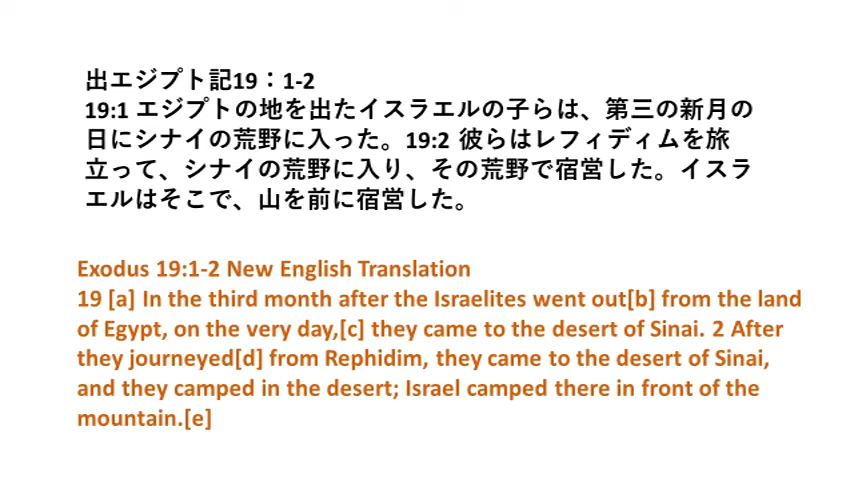 出エジプト記19：1-2
19:1 エジプトの地を出たイスラエルの子らは、第三の新月の
日にシナイの荒野に入った。19:2 彼らはレフィディムを旅
立って、シナイの荒野に入り、その荒野で宿営した。イスラ
エルはそこで、山を前に宿営した。
Exodus 19:1-2 New English Translation
19 [a] In the third month after the Israelites went out[b] from the land
of Egypt, on the very day,[c] they came to the desert of Sinai. 2 After
they journeyed[d] from Rephidim, they came to the desert of Sinai,
and they camped in the desert; Israel camped there in front of the
mountain.[e]